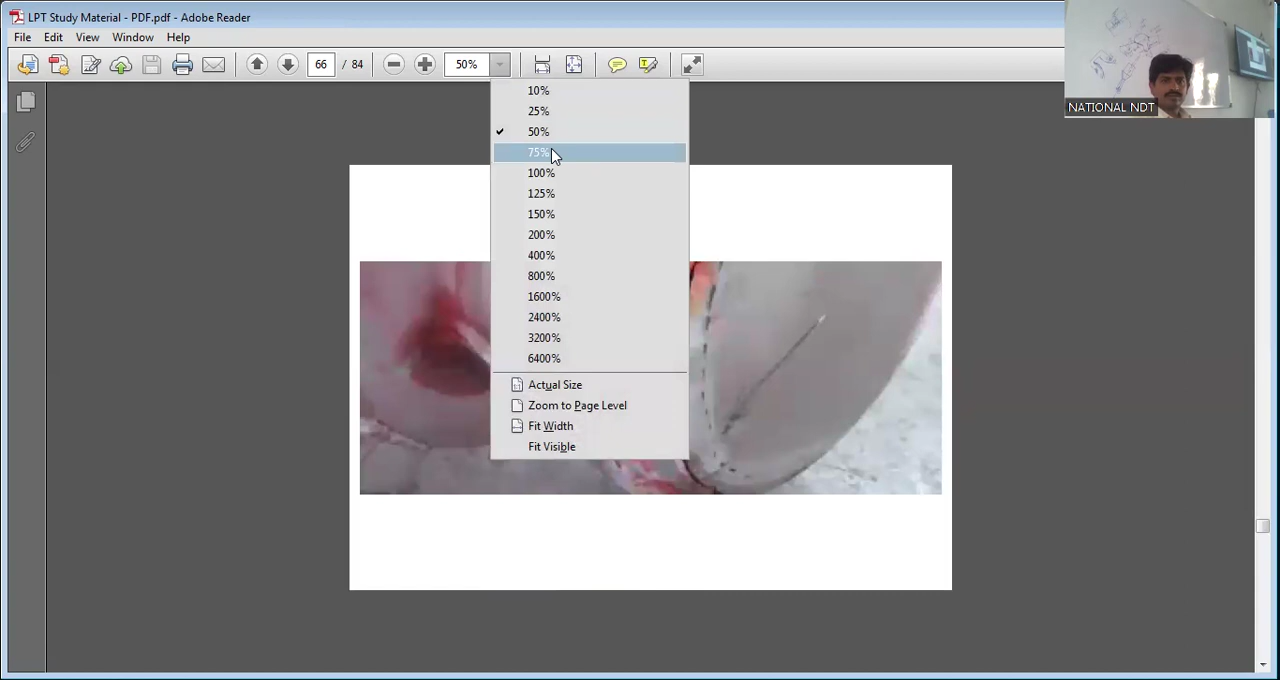 LPT Study Material - PDF.pdf - Adobe Reader
File Edit View Window Help
66 / 84 50%
NATIONAL NDT
10%
25%
50%
75%
100%
125%
150%
200%
400%
800%
1600%
2400%
3200%
6400%
Actual Size
Zoom to Page Level
Fit Width
Fit Visible